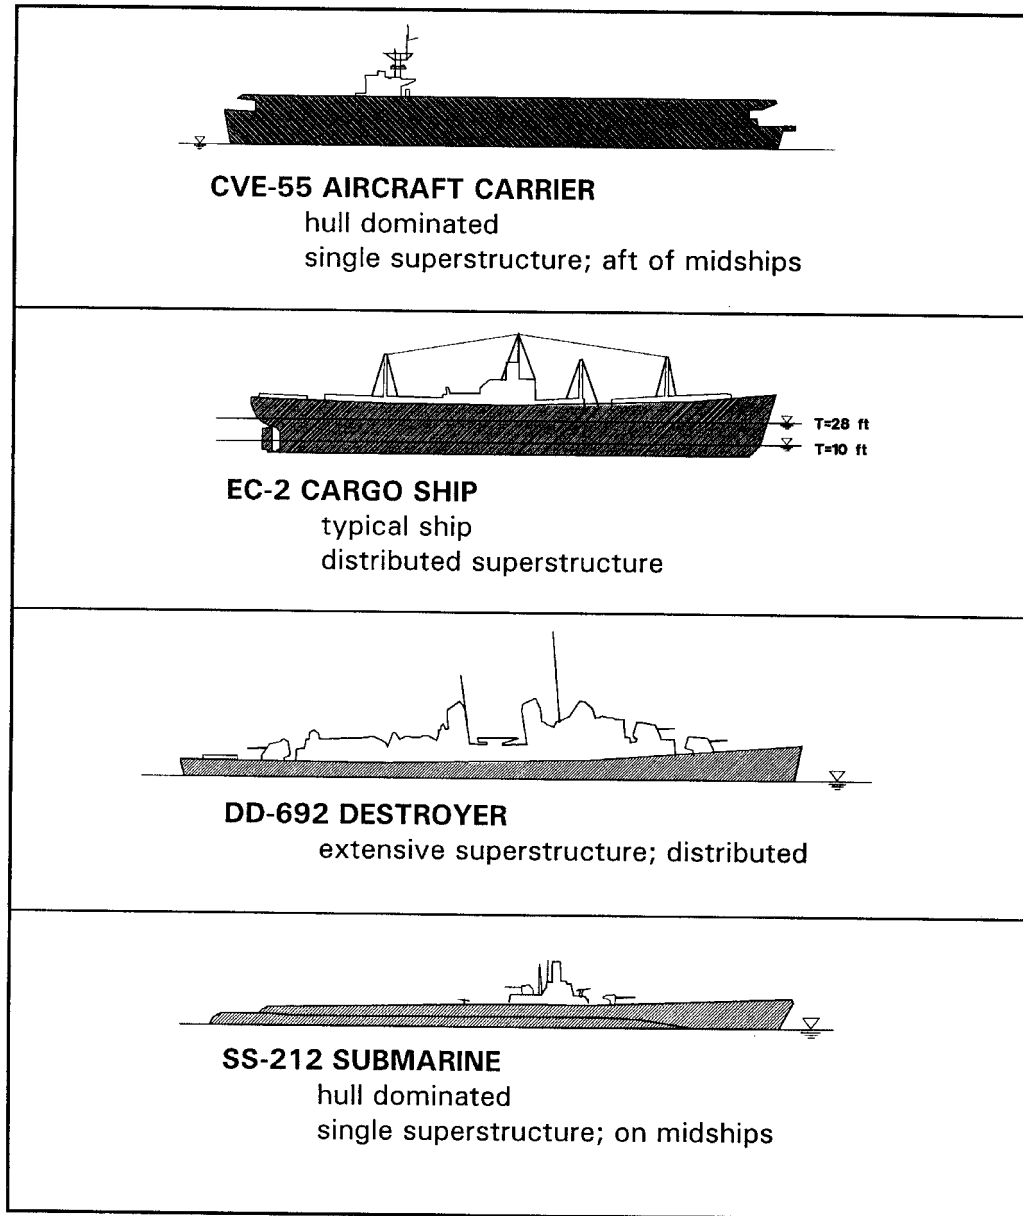 CVE-55 AIRCRAFT CARRIER
hull dominated
single superstructure; aft of midships
T=28 ft
T=10 ft
EC-2 CARGO SHIP
typical ship
distributed superstructure
DD-692 DESTROYER
extensive superstructure; distributed
SS-212 SUBMARINE
hull dominated
single superstructure; on midships